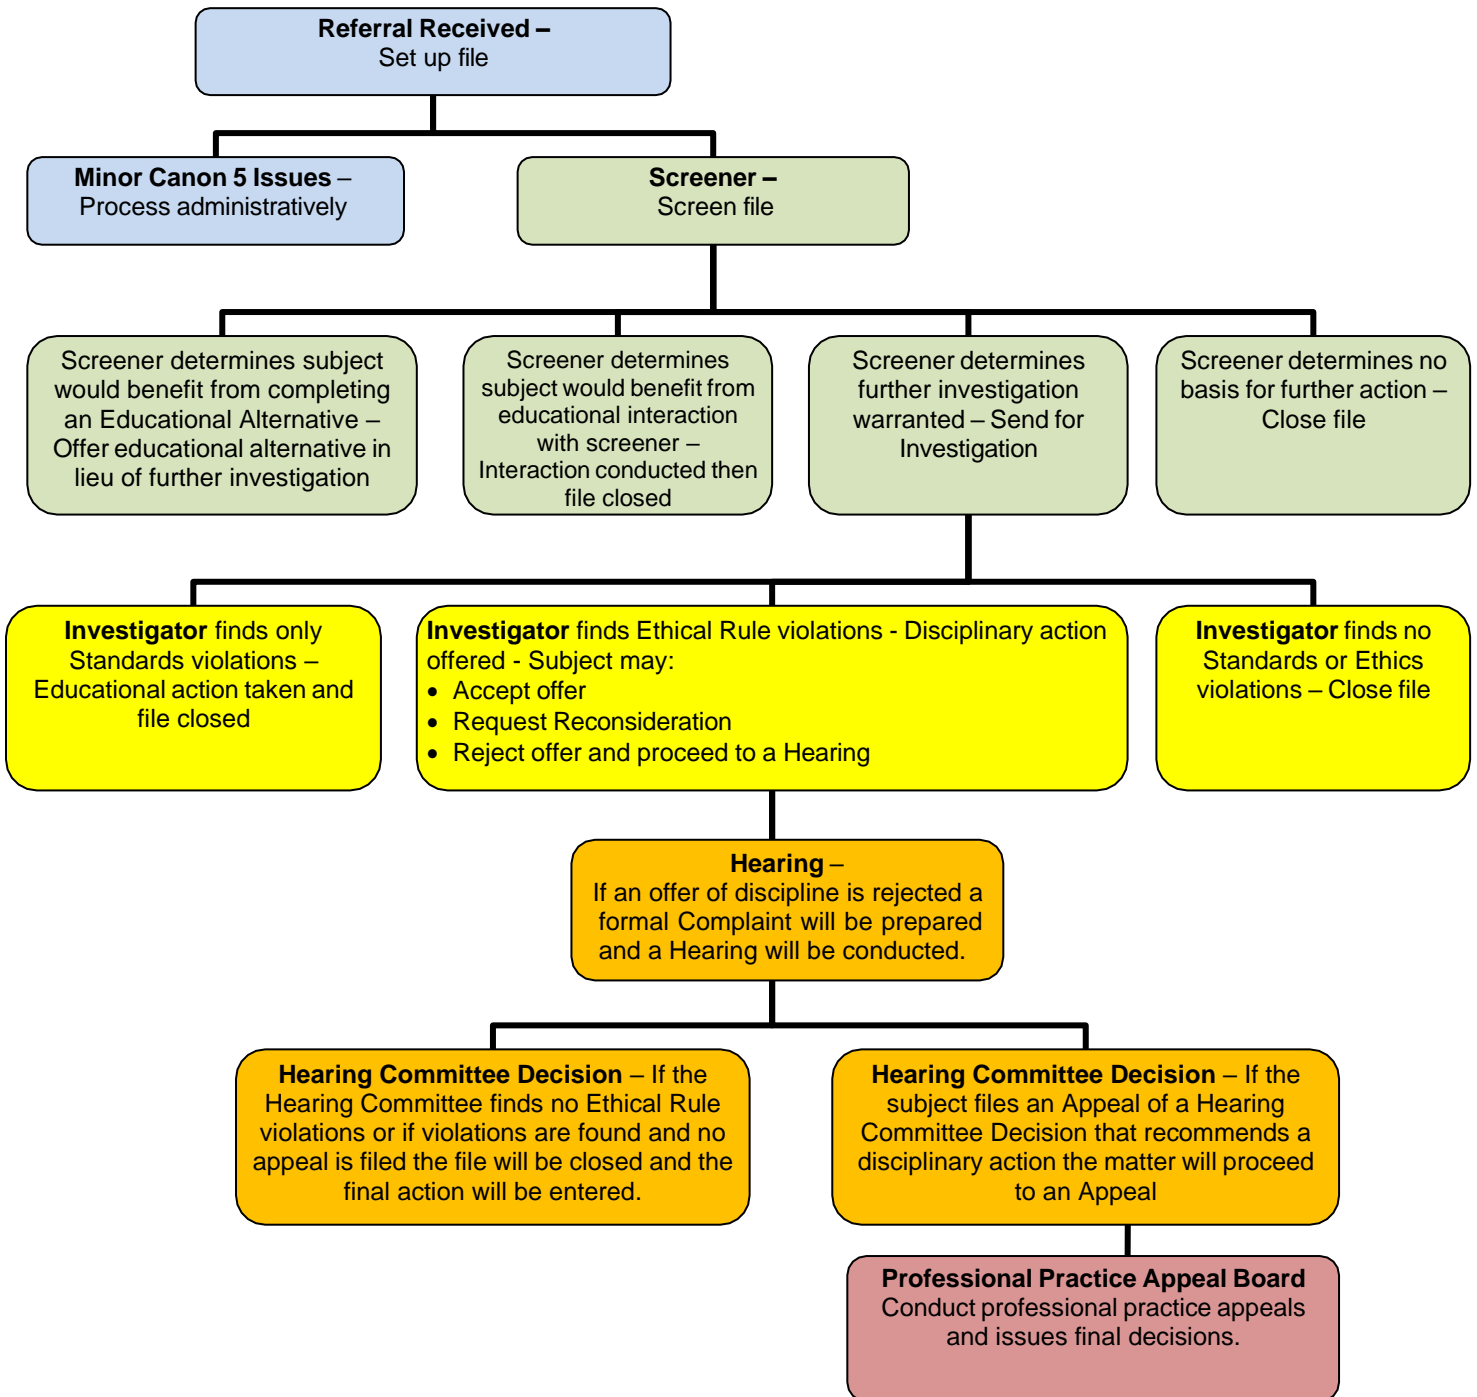 Referral Received –
Set up file
Minor Canon 5 Issues –
Process administratively
Screener –
Screen file
Screener determines subject
would benefit from completing
an Educational Alternative –
Offer educational alternative in
lieu of further investigation
Screener determines
subject would benefit from
educational interaction
with screener –
Interaction conducted then
file closed
Screener determines
further investigation
warranted – Send for
Investigation
Screener determines no
basis for further action –
Close file
Investigator finds only
Standards violations –
Educational action taken and
file closed
Investigator finds Ethical Rule violations - Disciplinary action
offered - Subject may:
• Accept offer
• Request Reconsideration
• Reject offer and proceed to a Hearing
Investigator finds no
Standards or Ethics
violations – Close file
Hearing –
If an offer of discipline is rejected a
formal Complaint will be prepared
and a Hearing will be conducted.
Hearing Committee Decision – If the
Hearing Committee finds no Ethical Rule
violations or if violations are found and no
appeal is filed the file will be closed and the
final action will be entered.
Hearing Committee Decision – If the
subject files an Appeal of a Hearing
Committee Decision that recommends a
disciplinary action the matter will proceed
to an Appeal
Professional Practice Appeal Board
Conduct professional practice appeals
and issues final decisions.